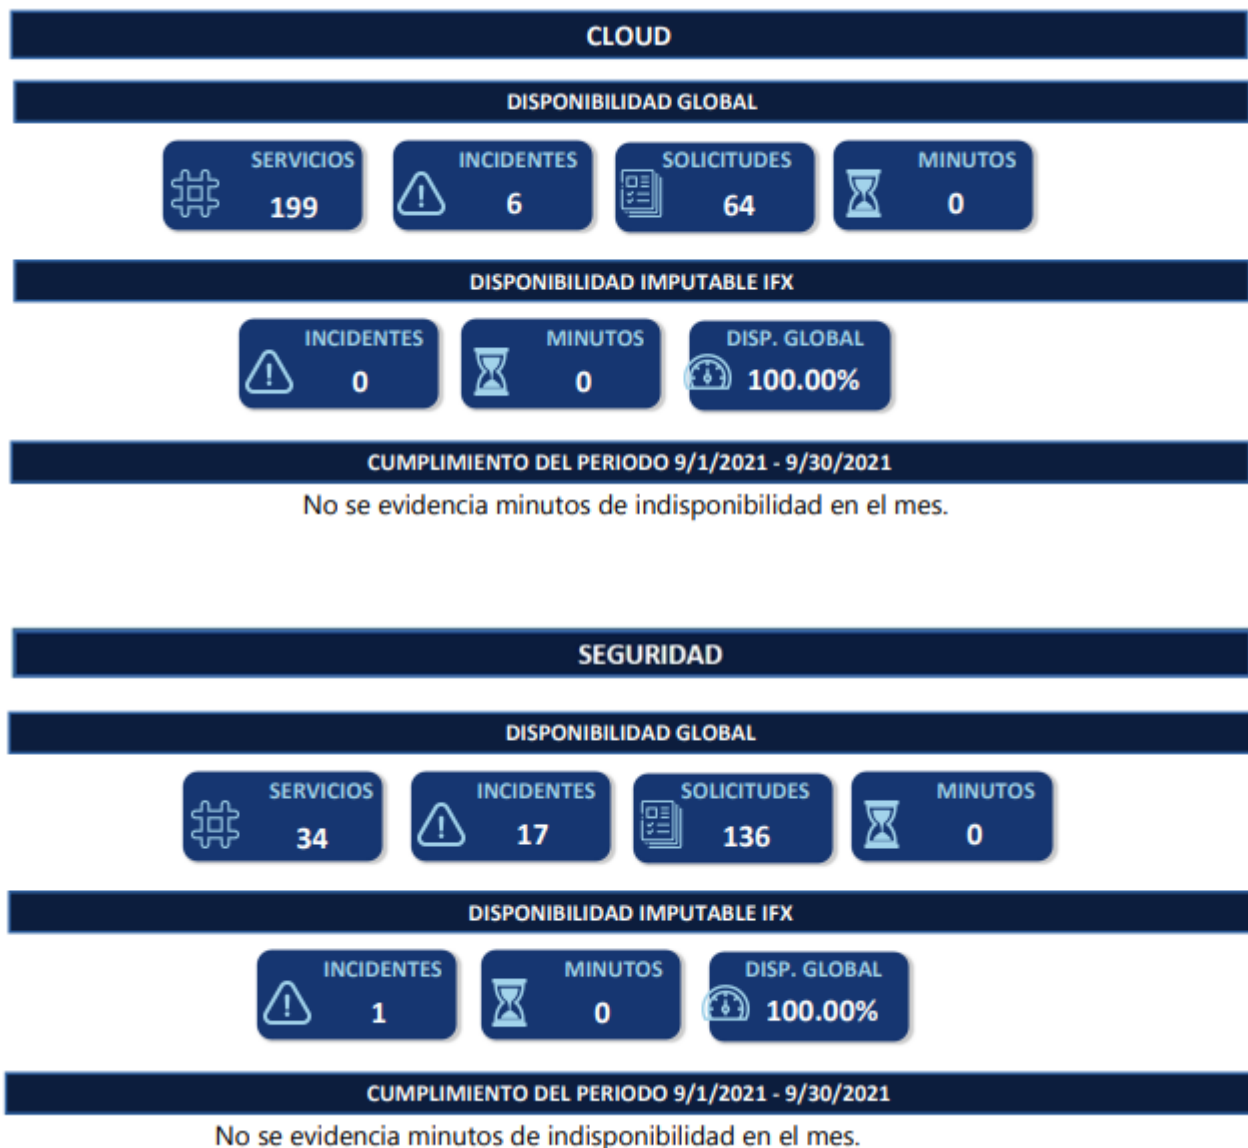 CLOUD
DISPONIBILIDAD GLOBAL
SERVICIOS INCIDENTES SOLICITUDES MINUTOS
199 6 64 0
DISPONIBILIDAD IMPUTABLE IFX
INCIDENTES MINUTOS DISP. GLOBAL
0 0 100.00%
CUMPLIMIENTO DEL PERIODO 9/1/2021 - 9/30/2021
No se evidencia minutos de indisponibilidad en el mes.
SEGURIDAD
DISPONIBILIDAD GLOBAL
SERVICIOS INCIDENTES SOLICITUDES MINUTOS
34 17 136 0
DISPONIBILIDAD IMPUTABLE IFX
INCIDENTES MINUTOS DISP. GLOBAL
1 0 100.00%
CUMPLIMIENTO DEL PERIODO 9/1/2021 - 9/30/2021
No se evidencia minutos de indisponibilidad en el mes.